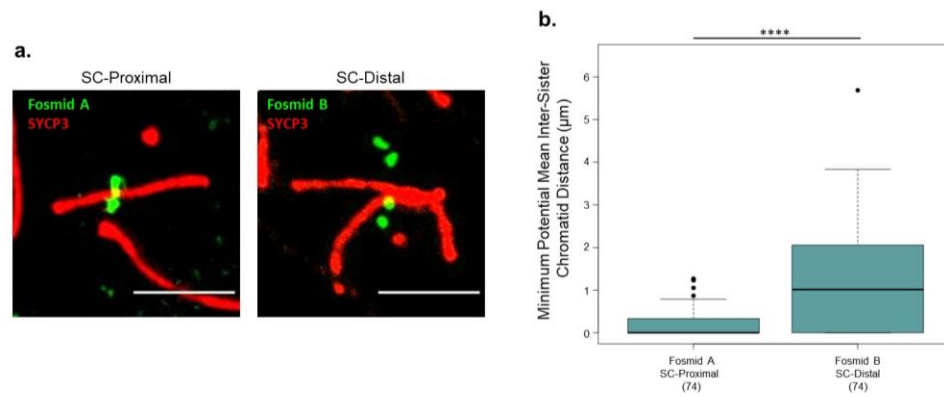 a.
SC-Proximal
SC-Distal
Fosmid A
SYCP3
Fosmid B
SYCP3
b.
****
Minimum Potential Mean Inter-Sister
Chromatid Distance (µm)
6
5
4
3
2
1
0
Fosmid A
SC-Proximal
(74)
Fosmid B
SC-Distal
(74)